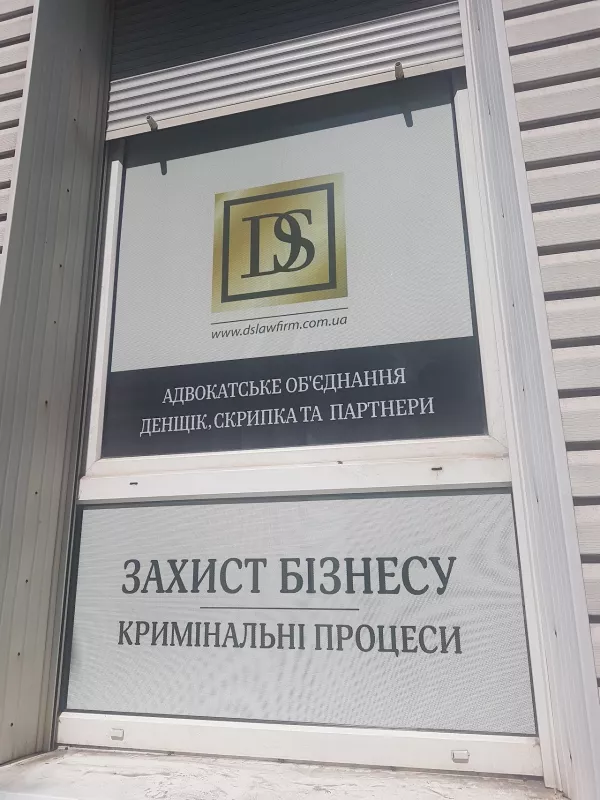 DS
www.dslawfirm.com.ua
АДВОКАТСЬКЕ ОБ'ЄДНАННЯ
ДЕНЩІК, СКРИПКА ТА ПАРТНЕРИ
ЗАХИСТ БІЗНЕСУ
КРИМІНАЛЬНІ ПРОЦЕСИ